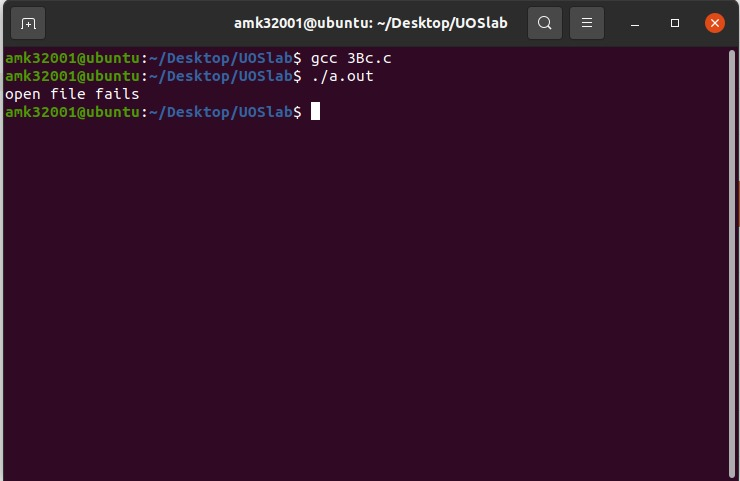 amk32001@ubuntu: ~/Desktop/UOSlab
amk32001@ubuntu:~/Desktop/UOSlab$ gcc 3Bc.c
amk32001@ubuntu:~/Desktop/UOSlab$ ./a.out
open file fails
amk32001@ubuntu:~/Desktop/UOSlab$